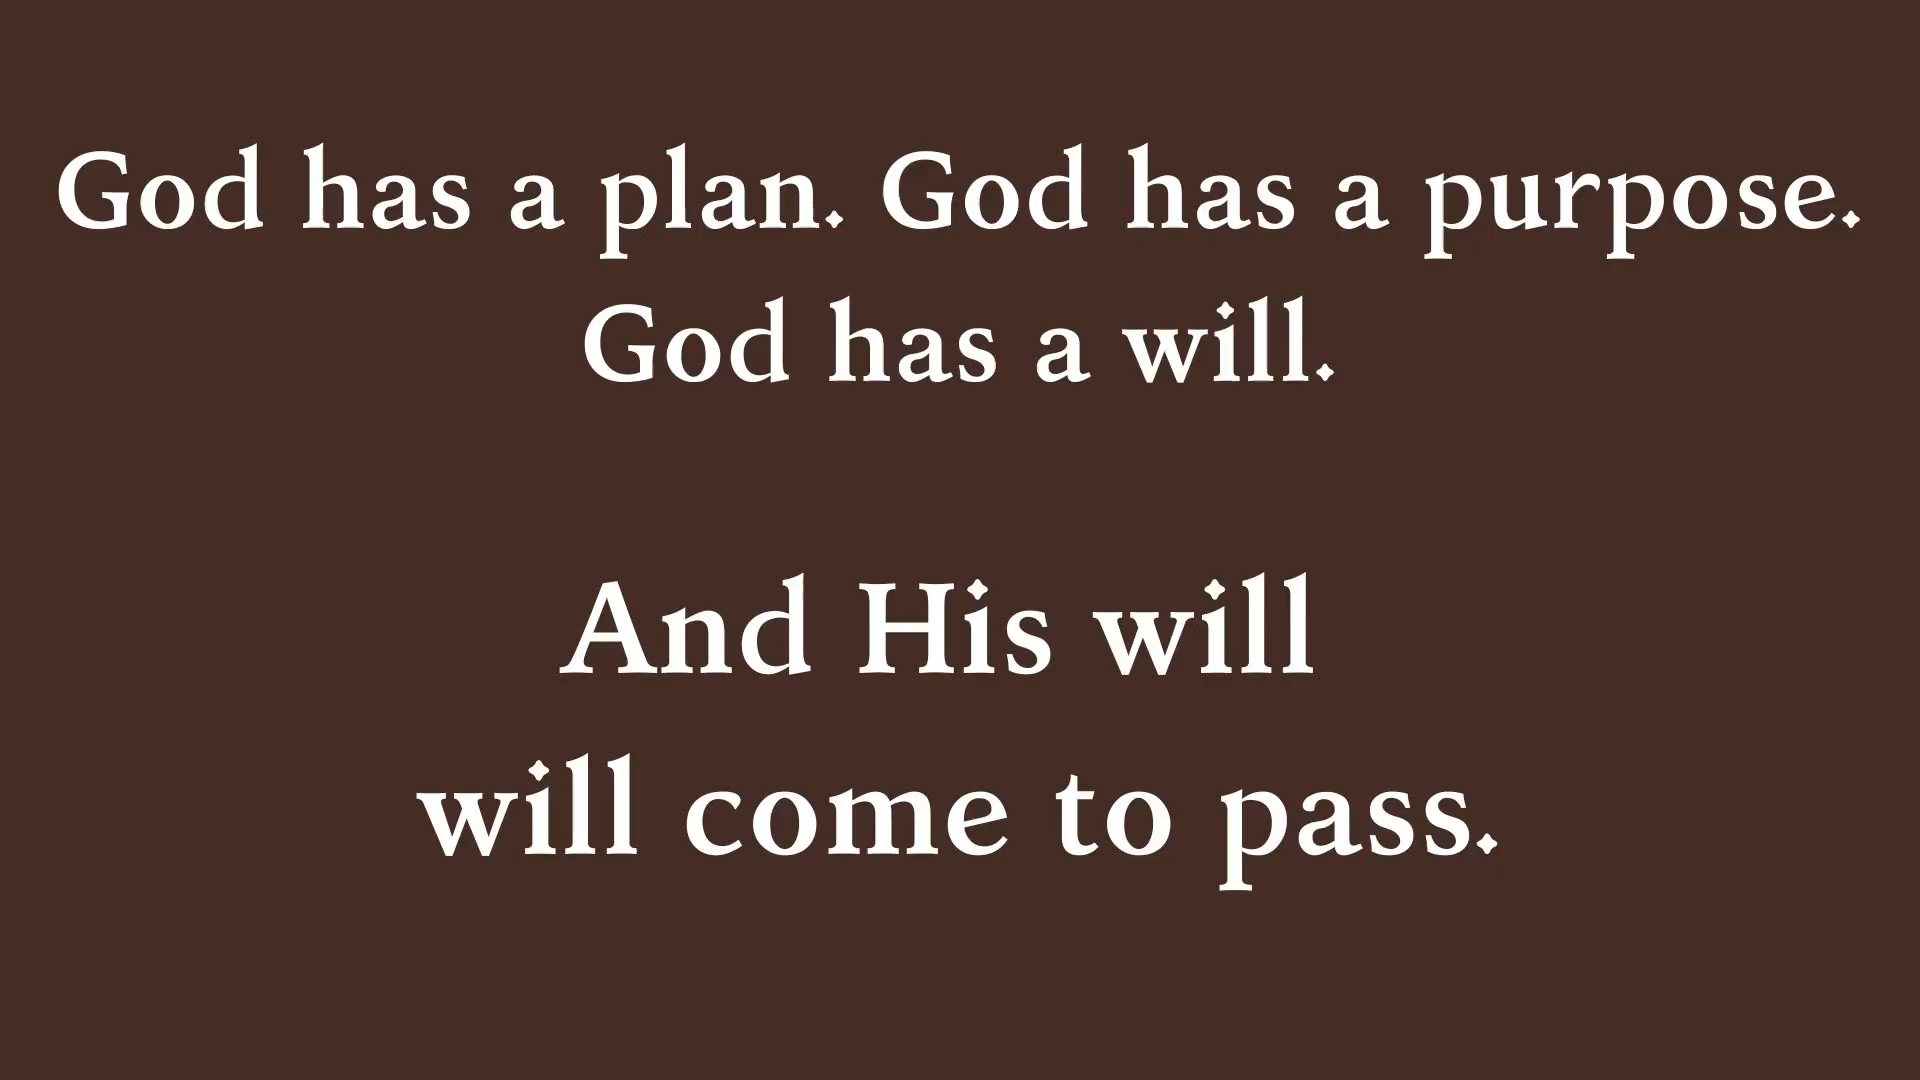 God has a plan. God has a purpose.
God has a will.
And His will
will come to pass.